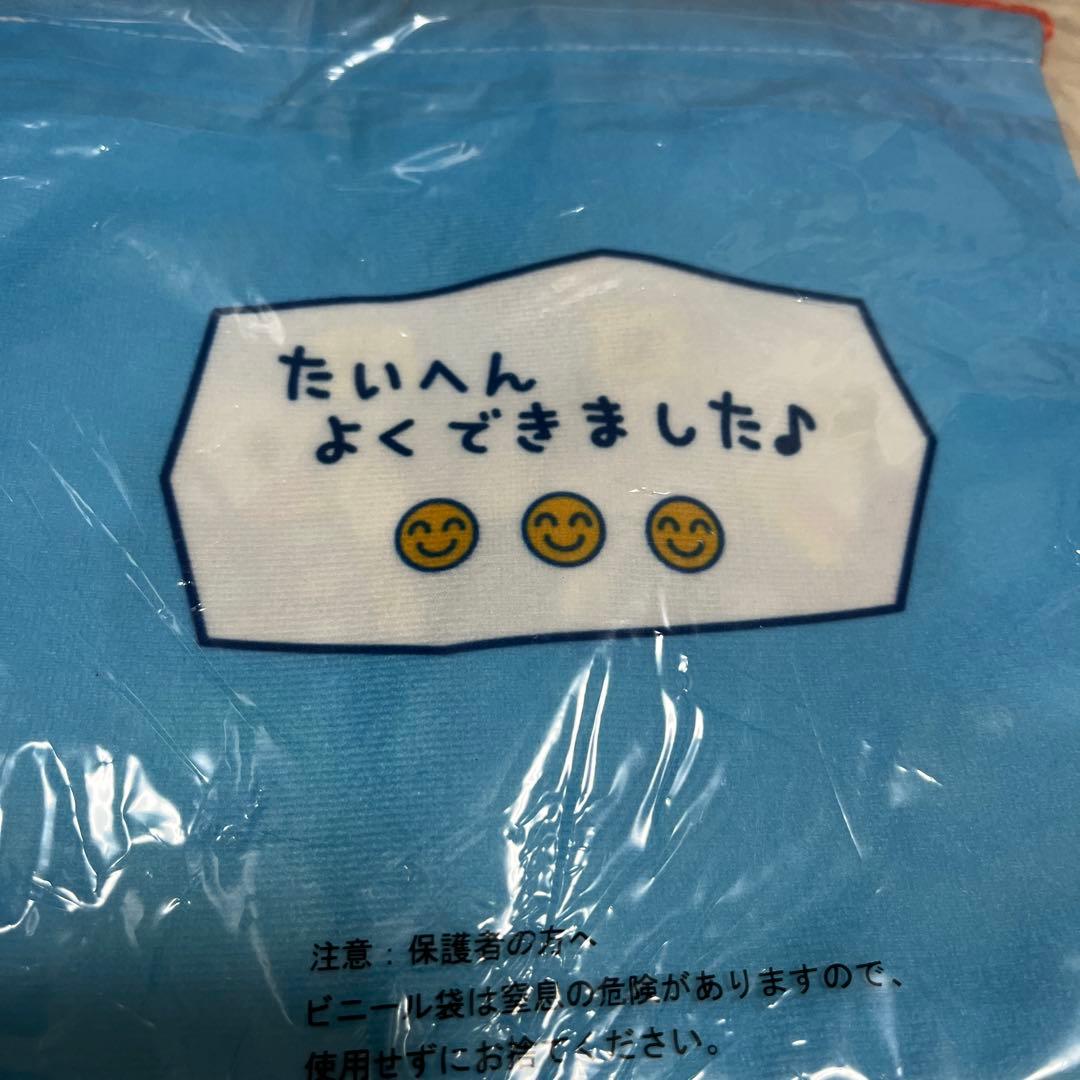 たいへん
よくできました♪
注意：保護者の方へ
ビニール袋は窒息の危険がありますので、
使用せずにお捨てください。